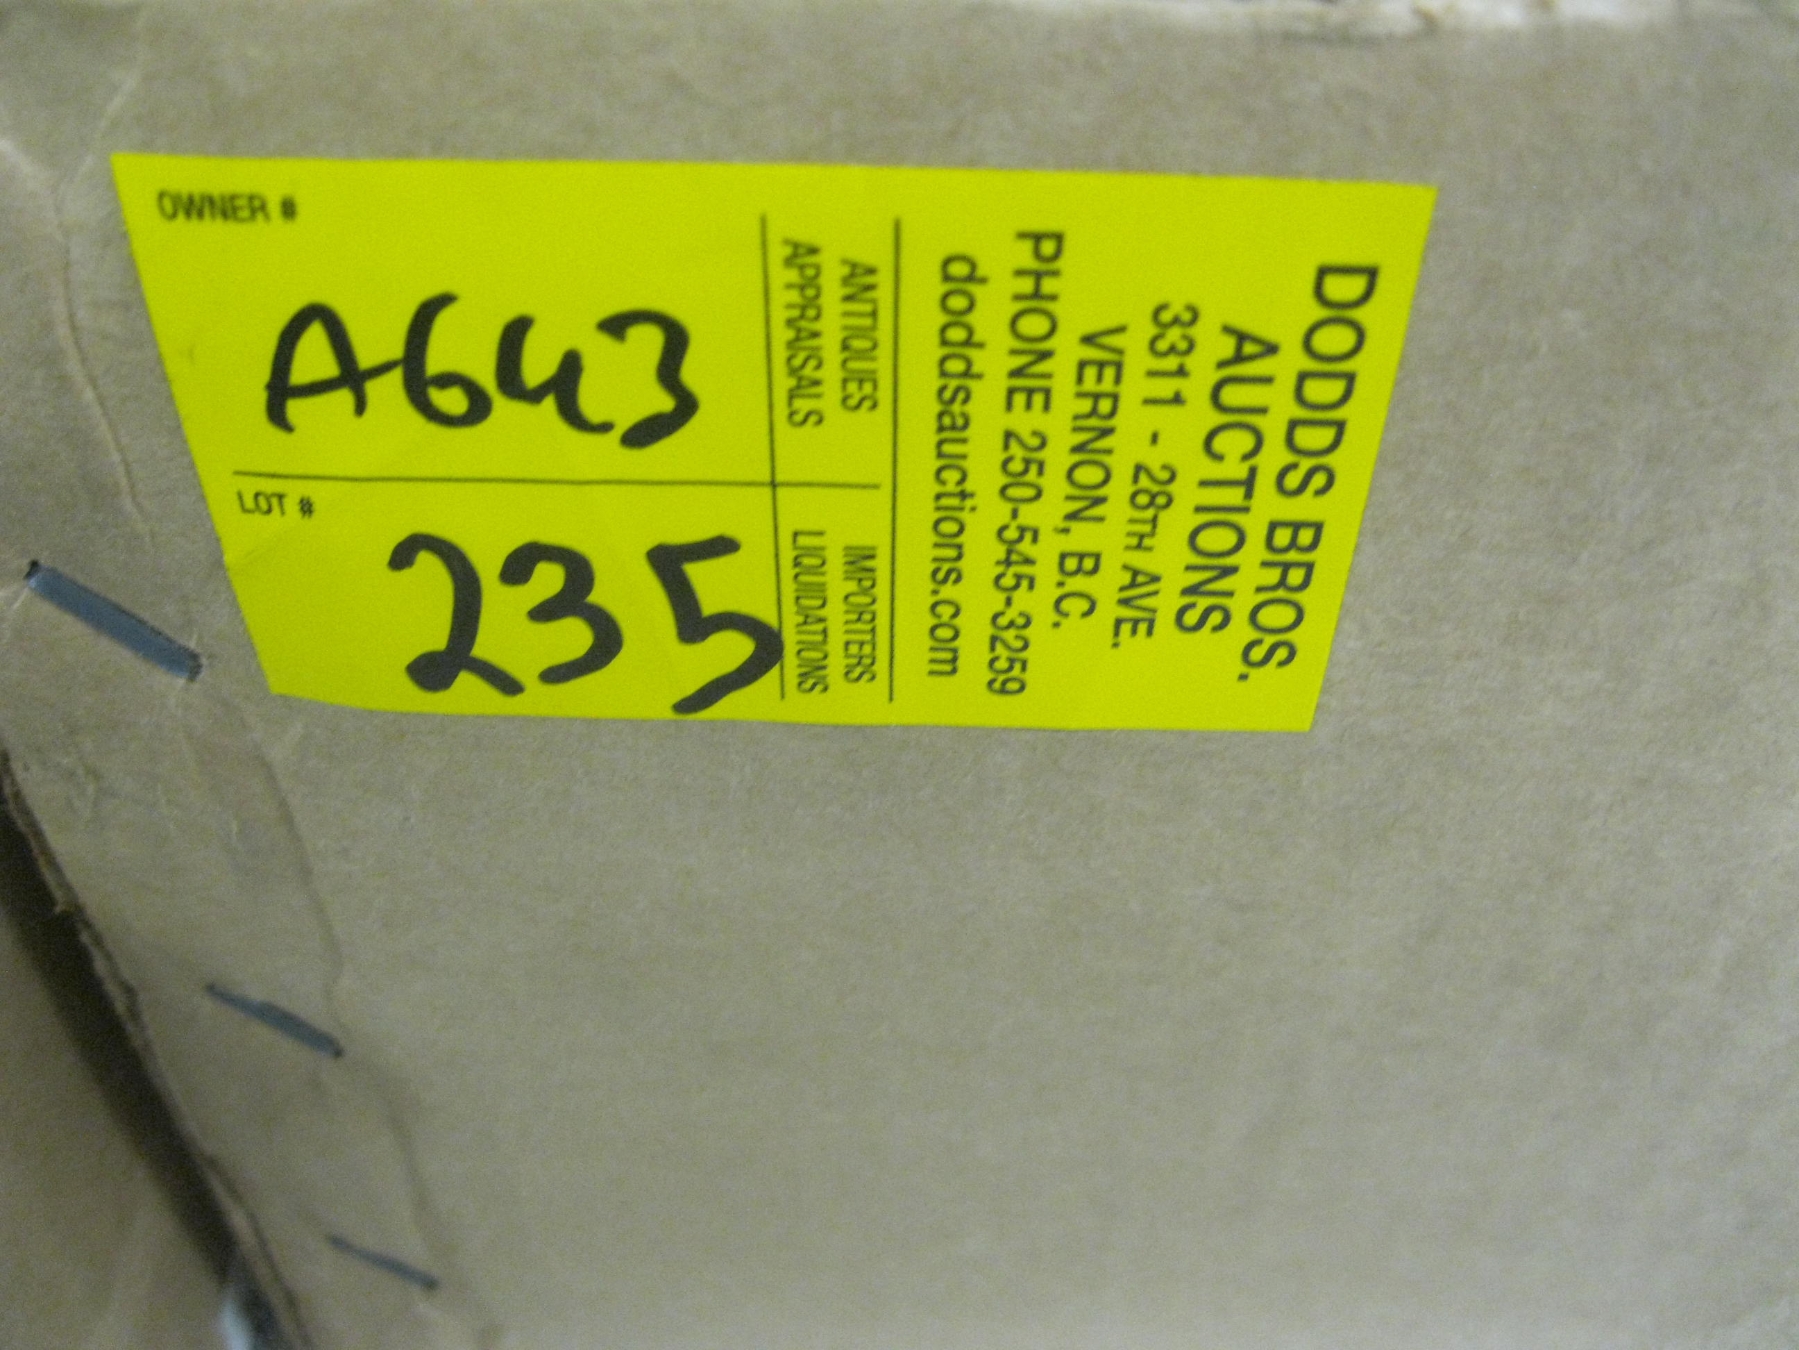 DODDS BROS.
AUCTIONS
3311 - 28TH AVE.
VERNON, B.C.
PHONE 250-545-3259
doddsauctions.com
ANTIQUES
APPRAISALS
IMPORTERS
LIQUIDATIONS
OWNER #
A643
LOT #
235